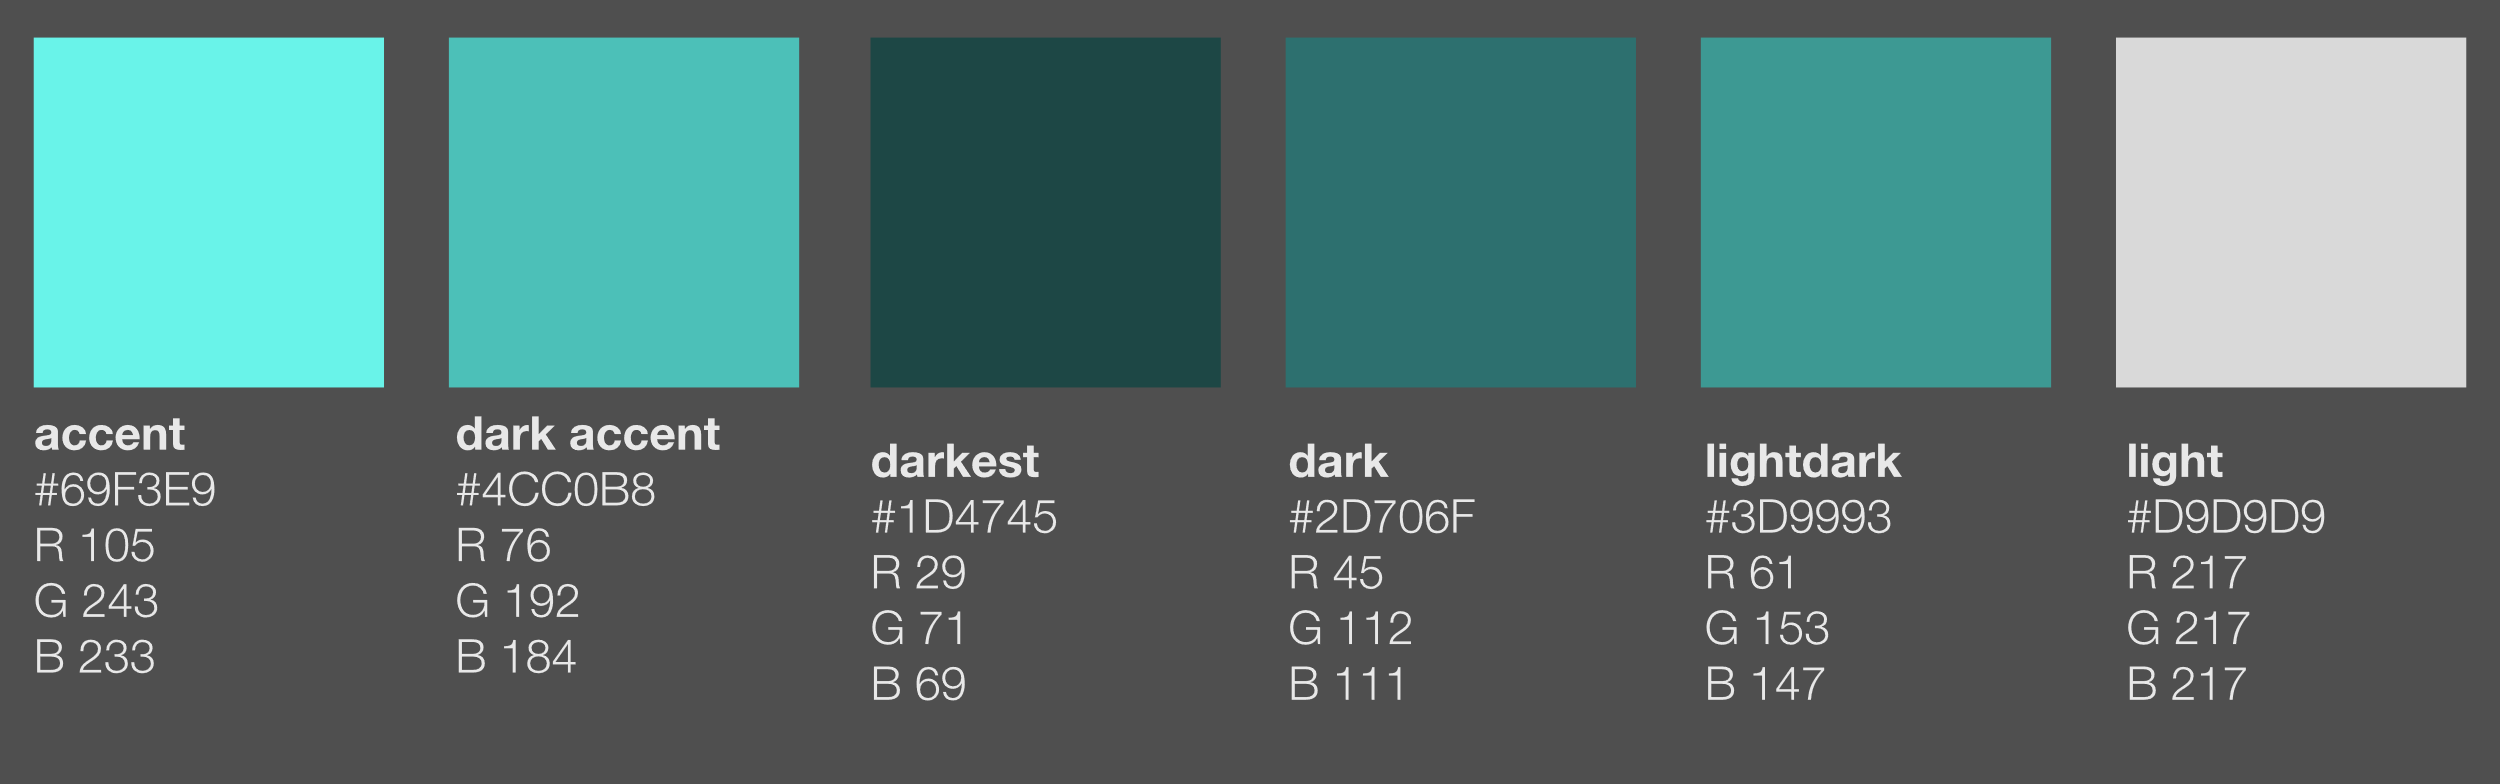 accent
#69F3E9
R 105
G 243
B 233
dark accent
#4CC0B8
R 76
G 192
B 184
darkest
#1D4745
R 29
G 71
B 69
dark
#2D706F
R 45
G 112
B 111
lightdark
#3D9993
R 61
G 153
B 147
light
#D9D9D9
R 217
G 217
B 217